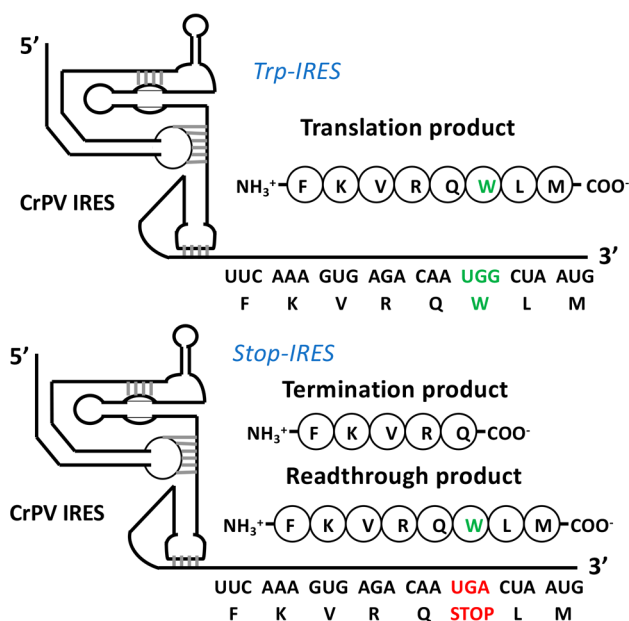 5’
Trp-IRES
Translation product
NH₃⁺ F K V R Q W L M COO⁻
CrPV IRES
3’
UUC AAA GUG AGA CAA UGG CUA AUG
F K V R Q W L M
5’
Stop-IRES
Termination product
NH₃⁺ F K V R Q COO⁻
Readthrough product
CrPV IRES
NH₃⁺ F K V R Q W L M COO⁻
3’
UUC AAA GUG AGA CAA UGA CUA AUG
F K V R Q STOP L M